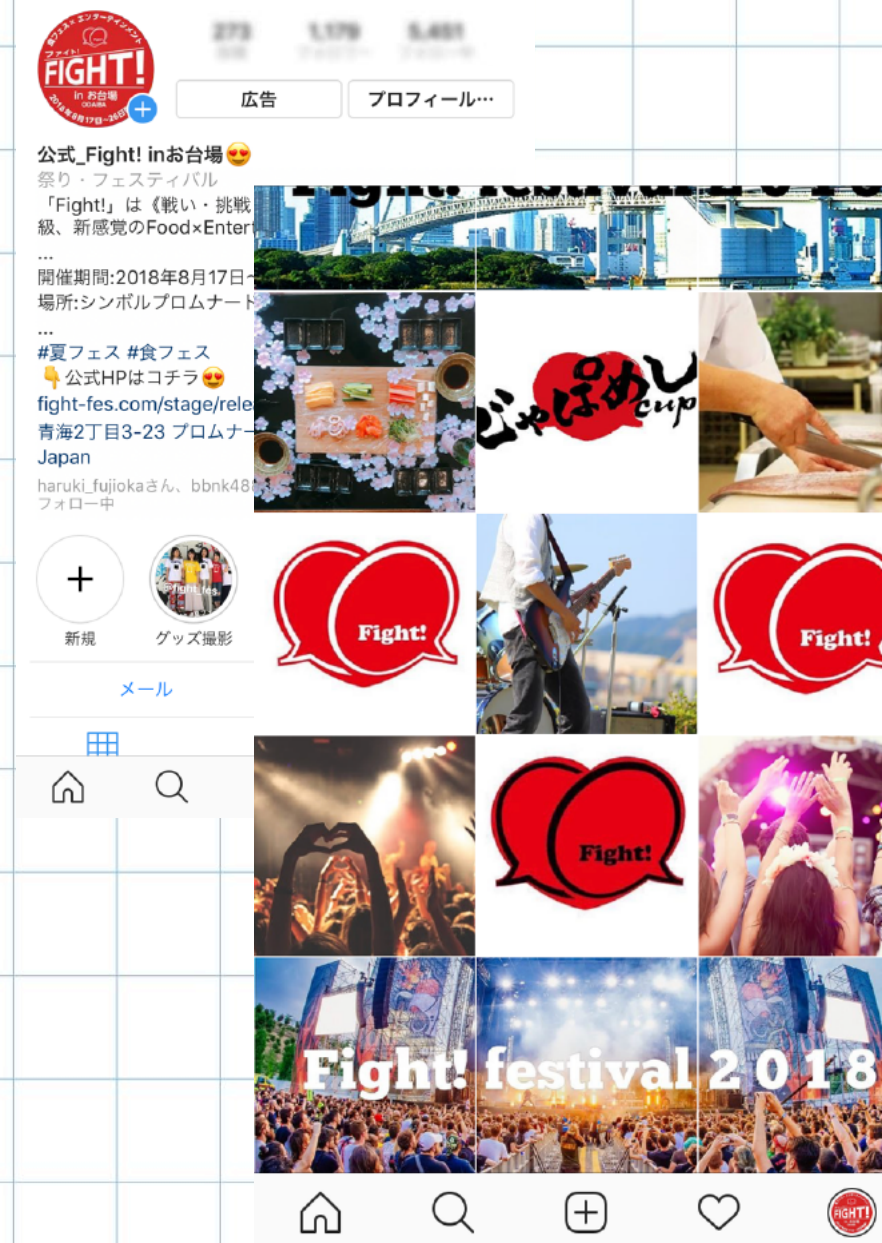 食フェス×エンターテインメント
ファイト!
FIGHT!
in お台場
ODAIBA
2018年8月17日~26日
広告
プロフィール…
公式_Fight! inお台場😍
祭り・フェスティバル
「Fight!」は《戦い・挑戦
級、新感覚のFood×Enter
...
開催期間:2018年8月17日~
場所:シンボルプロムナード
...
#夏フェス #食フェス
👇公式HPはコチラ😍
fight-fes.com/stage/rele
青海2丁目3-23 プロムナー
Japan
haruki_fujiokaさん、bbnk48
フォロー中
新規
グッズ撮影
メール
Fight! festival 2018
じゃぱめし
cup
Fight!
Fight!
Fight!
Fight! festival 2018
FIGHT!